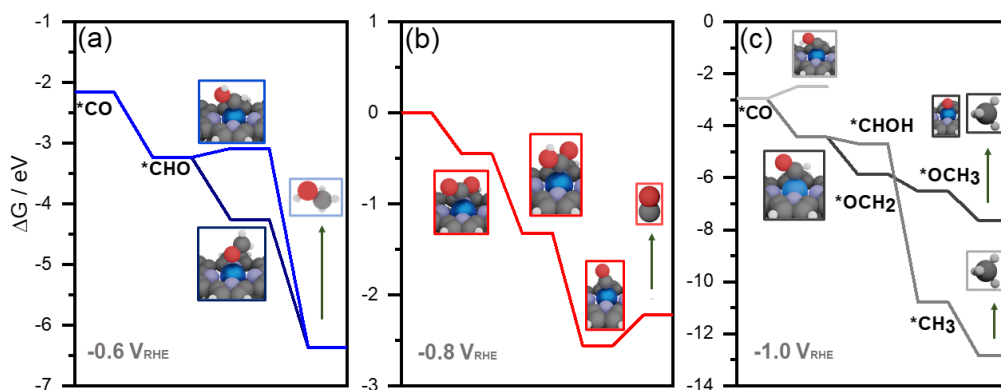 (a)
ΔG / eV
-1
-2
-3
-4
-5
-6
-7
*CO
*CHO
-0.6 VRHE
(b)
1
0
-1
-2
-3
-0.8 VRHE
(c)
0
-2
-4
-6
-8
-10
-12
-14
*CO
*CHOH
*OCH3
*OCH2
*CH3
-1.0 VRHE